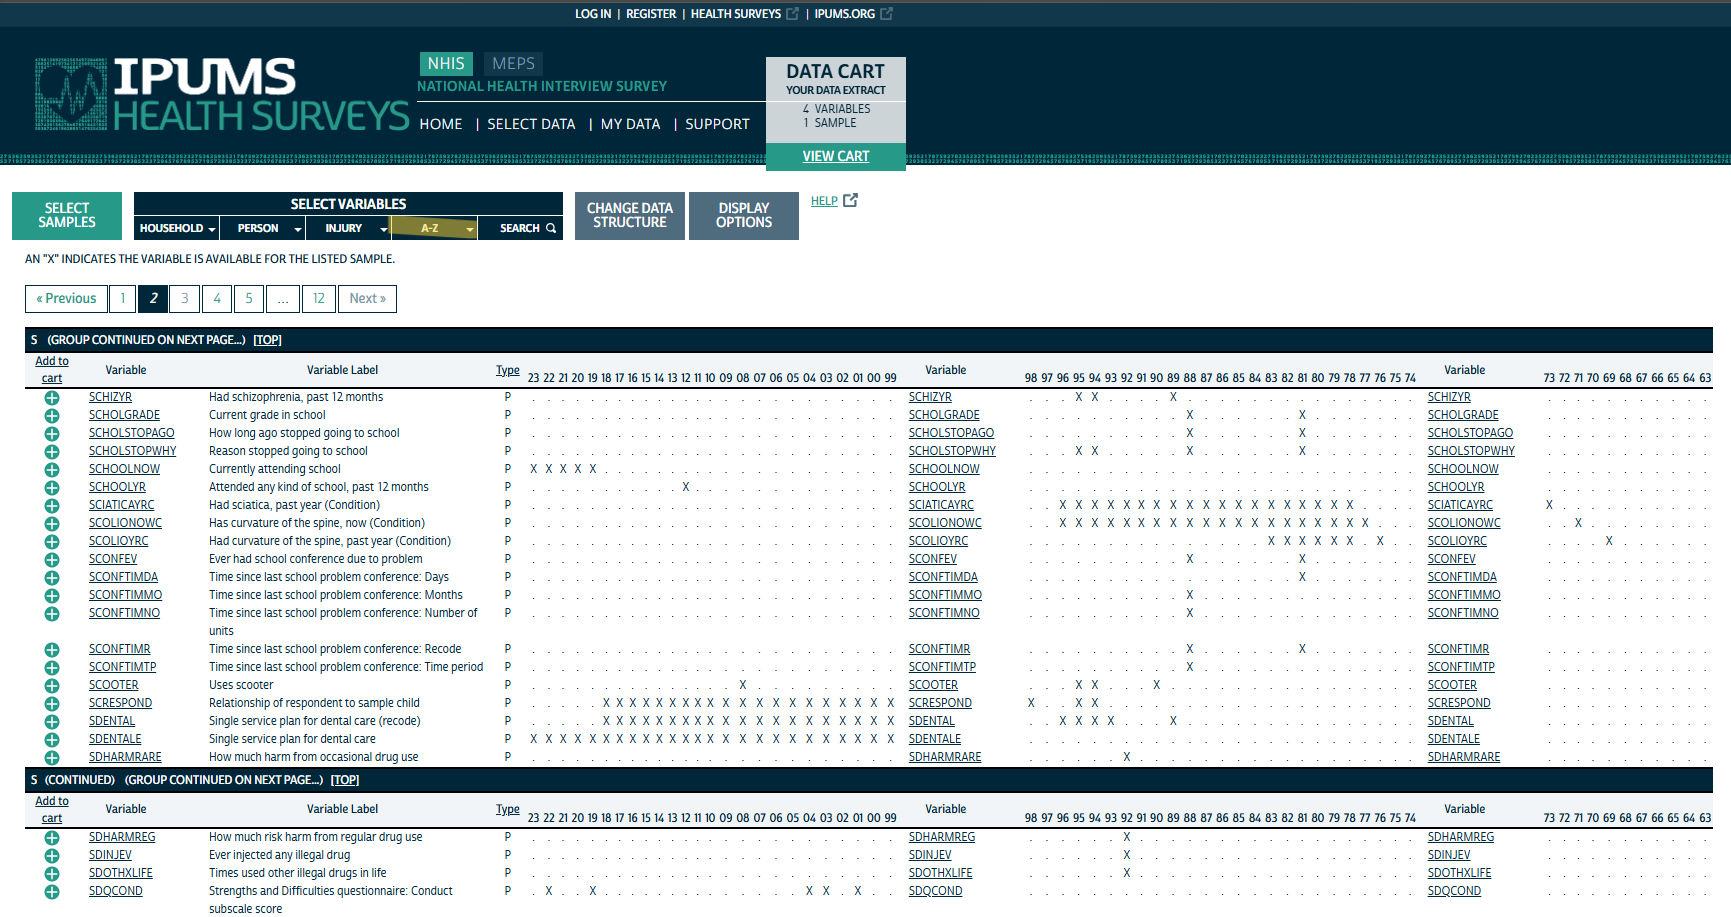 LOG IN | REGISTER | HEALTH SURVEYS | IPUMS.ORG
IPUMS
HEALTH SURVEYS
NHIS MEPS
NATIONAL HEALTH INTERVIEW SURVEY
HOME | SELECT DATA | MY DATA | SUPPORT
DATA CART
YOUR DATA EXTRACT
4 VARIABLES
1 SAMPLE
VIEW CART
SELECT
SAMPLES
SELECT VARIABLES
HOUSEHOLD PERSON INJURY A-Z SEARCH
CHANGE DATA
STRUCTURE
DISPLAY
OPTIONS
HELP
AN "X" INDICATES THE VARIABLE IS AVAILABLE FOR THE LISTED SAMPLE.
« Previous 1 2 3 4 5 ... 12 Next »
S (GROUP CONTINUED ON NEXT PAGE...) [TOP]
Add to cart Variable Variable Label Type 23 22 21 20 19 18 17 16 15 14 13 12 11 10 09 08 07 06 05 04 03 02 01 00 99 Variable 98 97 96 95 94 93 92 91 90 89 88 87 86 85 84 83 82 81 80 79 78 77 76 75 74 Variable 73 72 71 70 69 68 67 66 65 64 63
SCHIZYR Had schizophrenia, past 12 months P . . . . . . . . . . . . . . . . . . . . . . . . . SCHIZYR . . . X X . . . . X . . . . . . . . . . . . . . . SCHIZYR . . . . . . . . . . .
SCHOLGRADE Current grade in school P . . . . . . . . . . . . . . . . . . . . . . . . . SCHOLGRADE . . . . . . . . . . X . . . . . . X . . . . . . . SCHOLGRADE . . . . . . . . . . .
SCHOLSTOPAGO How long ago stopped going to school P . . . . . . . . . . . . . . . . . . . . . . . . . SCHOLSTOPAGO . . . . . . . . . . X . . . . . . X . . . . . . . SCHOLSTOPAGO . . . . . . . . . . .
SCHOLSTOPWHY Reason stopped going to school P . . . . . . . . . . . . . . . . . . . . . . . . . SCHOLSTOPWHY . . . X X . . . . . X . . . . . . X . . . . . . . SCHOLSTOPWHY . . . . . . . . . . .
SCHOOLNOW Currently attending school P X X X X X . . . . . . . . . . . . . . . . . . . . SCHOOLNOW . . . . . . . . . . . . . . . . . . . . . . . . . SCHOOLNOW . . . . . . . . . . .
SCHOOLYR Attended any kind of school, past 12 months P . . . . . . . . . . . X . . . . . . . . . . . . . SCHOOLYR . . . . . . . . . . . . . . . . . . . . . . . . . SCHOOLYR . . . . . . . . . . .
SCIATICAYRC Had sciatica, past year (Condition) P . . . . . . . . . . . . . . . . . . . . . . . . . SCIATICAYRC . . X X X X X X X X X X X X X X X X X X X . . . . SCIATICAYRC X . . . . . . . . . .
SCOLIONOWC Has curvature of the spine, now (Condition) P . . . . . . . . . . . . . . . . . . . . . . . . . SCOLIONOWC . . X X X X X X X X X X X X X X X X X X X X . . . SCOLIONOWC . . X . . . . . . . .
SCOLIOYRC Had curvature of the spine, past year (Condition) P . . . . . . . . . . . . . . . . . . . . . . . . . SCOLIOYRC . . . . . . . . . . . . . . . X X X X X X . X . . SCOLIOYRC . . . . X . . . . . .
SCONFEV Ever had school conference due to problem P . . . . . . . . . . . . . . . . . . . . . . . . . SCONFEV . . . . . . . . . . X . . . . . . X . . . . . . . SCONFEV . . . . . . . . . . .
SCONFTIMDA Time since last school problem conference: Days P . . . . . . . . . . . . . . . . . . . . . . . . . SCONFTIMDA . . . . . . . . . . . . . . . . . X . . . . . . . SCONFTIMDA . . . . . . . . . . .
SCONFTIMMO Time since last school problem conference: Months P . . . . . . . . . . . . . . . . . . . . . . . . . SCONFTIMMO . . . . . . . . . . X . . . . . . . . . . . . . . SCONFTIMMO . . . . . . . . . . .
SCONFTIMNO Time since last school problem conference: Number of P . . . . . . . . . . . . . . . . . . . . . . . . . SCONFTIMNO . . . . . . . . . . X . . . . . . . . . . . . . . SCONFTIMNO . . . . . . . . . . .
units
SCONFTIMR Time since last school problem conference: Recode P . . . . . . . . . . . . . . . . . . . . . . . . . SCONFTIMR . . . . . . . . . . X . . . . . . X . . . . . . . SCONFTIMR . . . . . . . . . . .
SCONFTIMTP Time since last school problem conference: Time period P . . . . . . . . . . . . . . . . . . . . . . . . . SCONFTIMTP . . . . . . . . . . X . . . . . . . . . . . . . . SCONFTIMTP . . . . . . . . . . .
SCOOTER Uses scooter P . . . . . . . . . . . . . . . X . . . . . . . . . SCOOTER . . . X X . . . X . . . . . . . . . . . . . . . . SCOOTER . . . . . . . . . . .
SCRESPOND Relationship of respondent to sample child P . . . . . X X X X X X X X X X X X X X X X X X X X SCRESPOND X . . X X . . . . . . . . . . . . . . . . . . . . SCRESPOND . . . . . . . . . . .
SDENTAL Single service plan for dental care (recode) P . . . . . X X X X X X X X X X X X X X X X X X X X SDENTAL . . X X X X . . . X . . . . . . . . . . . . . . . SDENTAL . . . . . . . . . . .
SDENTALE Single service plan for dental care P X X X X X X X X X X X X X X X X X X X X X X X X X SDENTALE . . . . . . . . . . . . . . . . . . . . . . . . . SDENTALE . . . . . . . . . . .
SDHARMRARE How much harm from occasional drug use P . . . . . . . . . . . . . . . . . . . . . . . . . SDHARMRARE . . . . . . X . . . . . . . . . . . . . . . . . . SDHARMRARE . . . . . . . . . . .
S (CONTINUED) (GROUP CONTINUED ON NEXT PAGE...) [TOP]
Add to cart Variable Variable Label Type 23 22 21 20 19 18 17 16 15 14 13 12 11 10 09 08 07 06 05 04 03 02 01 00 99 Variable 98 97 96 95 94 93 92 91 90 89 88 87 86 85 84 83 82 81 80 79 78 77 76 75 74 Variable 73 72 71 70 69 68 67 66 65 64 63
SDHARMREG How much risk harm from regular drug use P . . . . . . . . . . . . . . . . . . . . . . . . . SDHARMREG . . . . . . X . . . . . . . . . . . . . . . . . . SDHARMREG . . . . . . . . . . .
SDINJEV Ever injected any illegal drug P . . . . . . . . . . . . . . . . . . . . . . . . . SDINJEV . . . . . . X . . . . . . . . . . . . . . . . . . SDINJEV . . . . . . . . . . .
SDOTHXLIFE Times used other illegal drugs in life P . . . . . . . . . . . . . . . . . . . . . . . . . SDOTHXLIFE . . . . . . X . . . . . . . . . . . . . . . . . . SDOTHXLIFE . . . . . . . . . . .
SDQCOND Strengths and Difficulties questionnaire: Conduct P . X . . X . . . . . . . . . . . . . . X X . X . . SDQCOND . . . . . . . . . . . . . . . . . . . . . . . . . SDQCOND . . . . . . . . . . .
subscale score